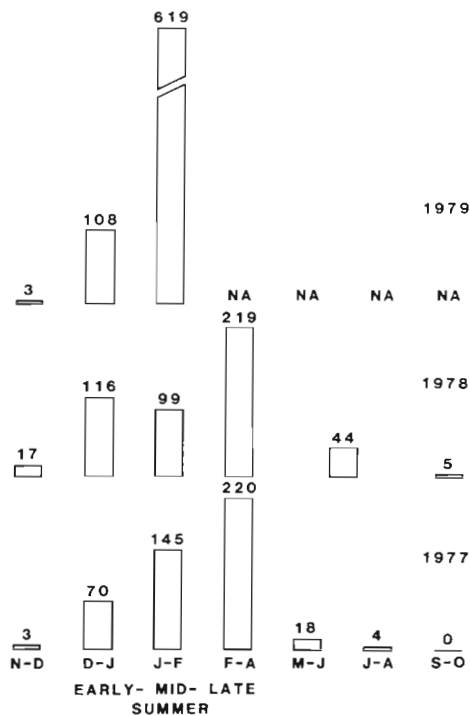 619
1979
108
3 NA NA NA NA
219
1978
116
99
44
17 5
220
1977
145
70
18
3 4 0
N-D D-J J-F F-A M-J J-A S-O
EARLY- MID- LATE
SUMMER